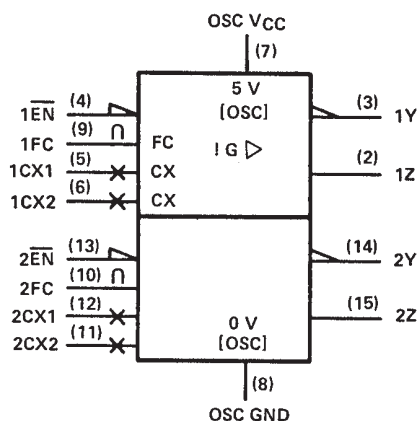 OSC VCC
(7)
5 V
[OSC]
1EN (4)
(3) 1Y
1FC (9) ∩ FC
! G ▷
1CX1 (5) CX
(2) 1Z
1CX2 (6) CX
2EN (13)
(14) 2Y
2FC (10) ∩
2CX1 (12)
(15) 2Z
2CX2 (11)
0 V
[OSC]
(8)
OSC GND